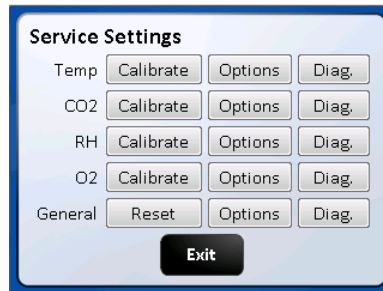 Service Settings
Temp Calibrate Options Diag.
CO2 Calibrate Options Diag.
RH Calibrate Options Diag.
O2 Calibrate Options Diag.
General Reset Options Diag.
Exit